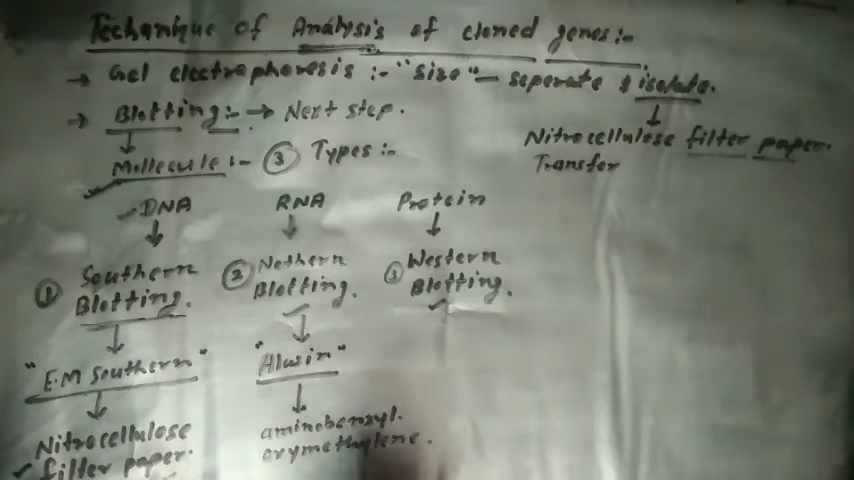 Techanique of Analysis of cloned genes:-
→ Gel electrophoresis :- "size" - seperate & isolate.
↓
Nitrocellulose filter paper.
Transfer
→ Blotting:- → Next step.
↓
Mollecule :- ③ Types :-
DNA RNA Protein
↓ ↓ ↓
① Southern Blotting. ② Nothern Blotting. ③ Western Blotting.
↓ ↓
"E.M Southern" "Alwin"
↓ ↓
Nitrocellulose filter paper. aminobenzyl. oxymethylene.